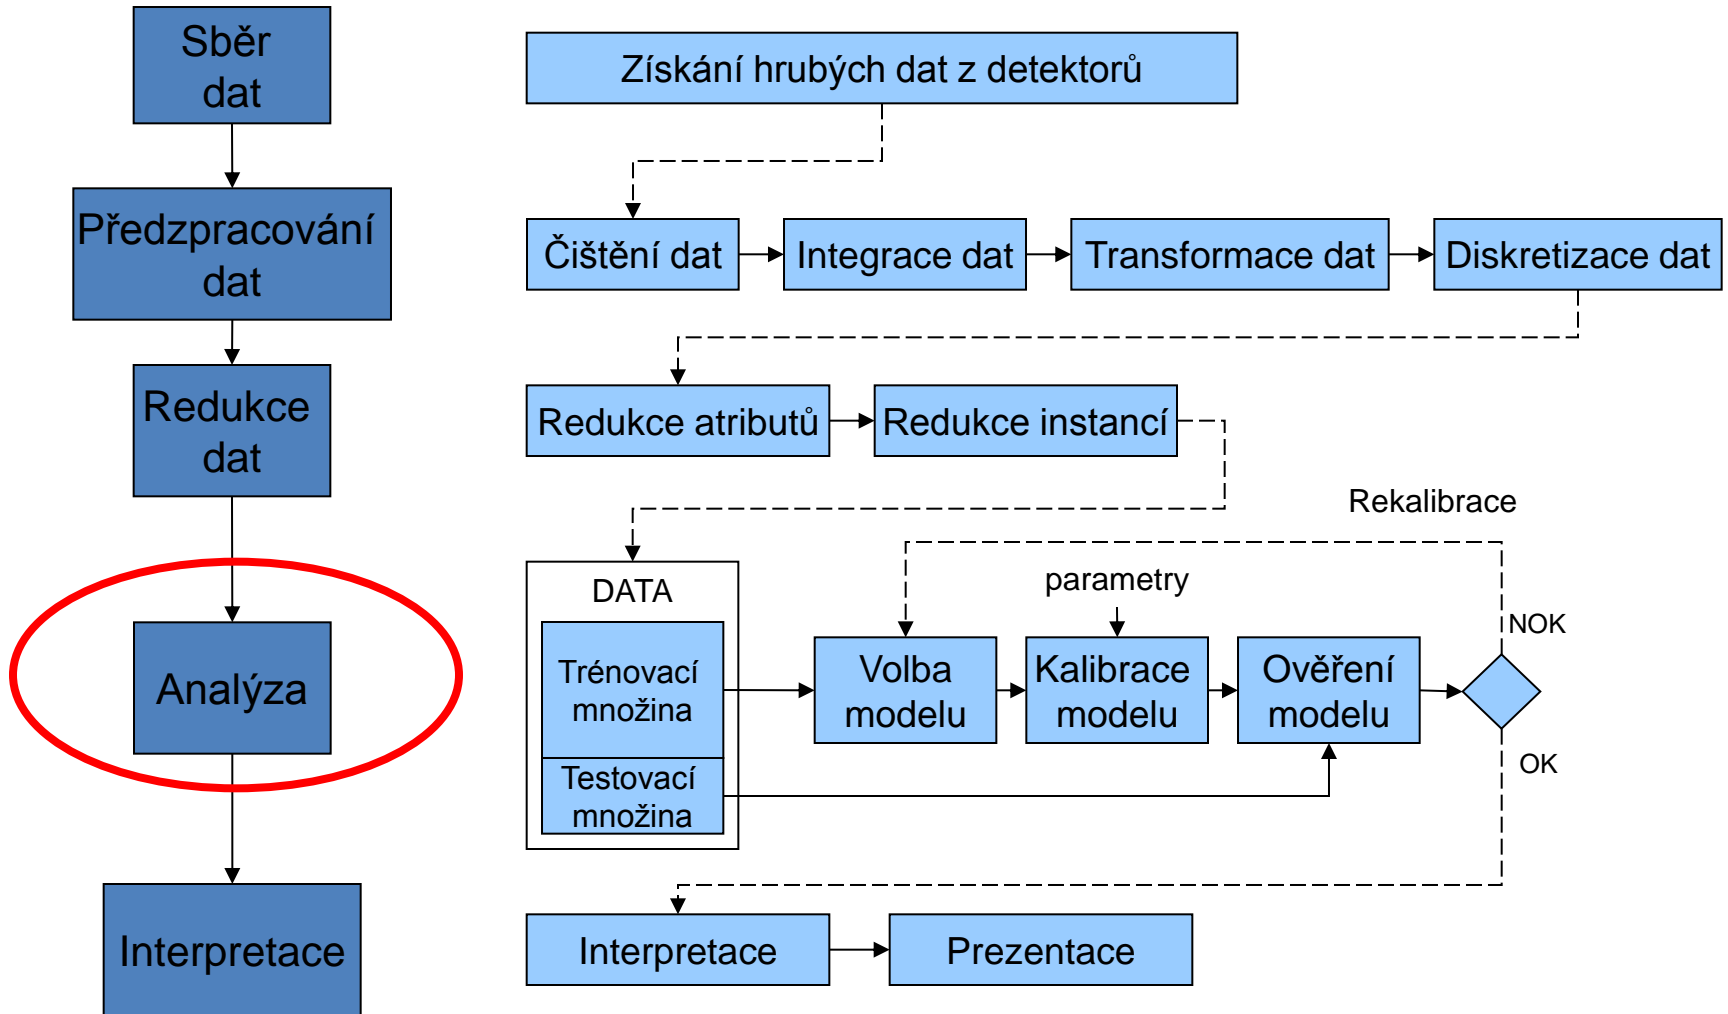 Sběr
dat
Získání hrubých dat z detektorů
Předzpracování
dat
Čištění dat
Integrace dat
Transformace dat
Diskretizace dat
Redukce
dat
Redukce atributů
Redukce instancí
Rekalibrace
Analýza
DATA
Trénovací
množina
Testovací
množina
parametry
Volba
modelu
Kalibrace
modelu
Ověření
modelu
NOK
OK
Interpretace
Interpretace
Prezentace